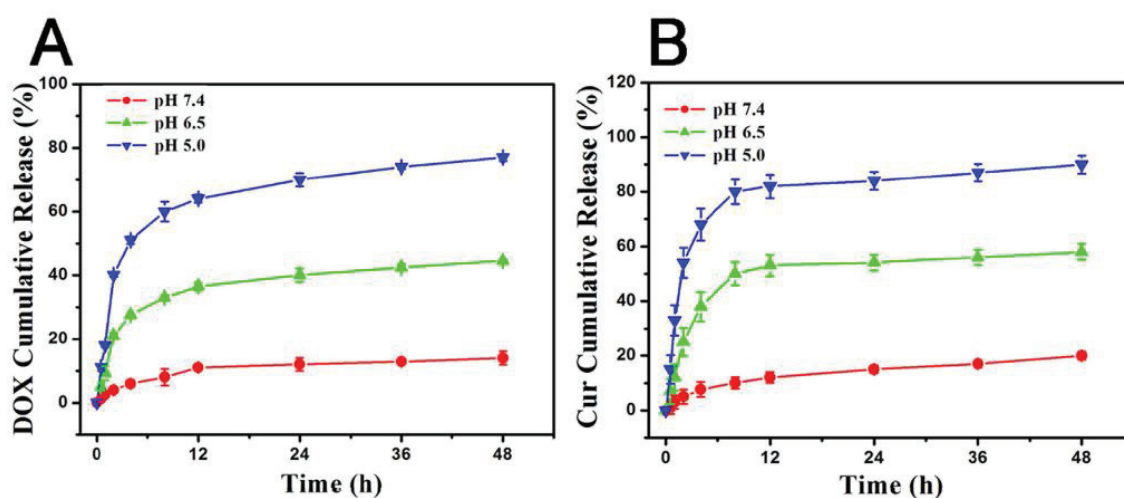 A
DOX Cumulative Release (%)
100
80
60
40
20
0
pH 7.4
pH 6.5
pH 5.0
0 12 24 36 48
Time (h)
B
Cur Cumulative Release (%)
120
100
80
60
40
20
0
pH 7.4
pH 6.5
pH 5.0
0 12 24 36 48
Time (h)